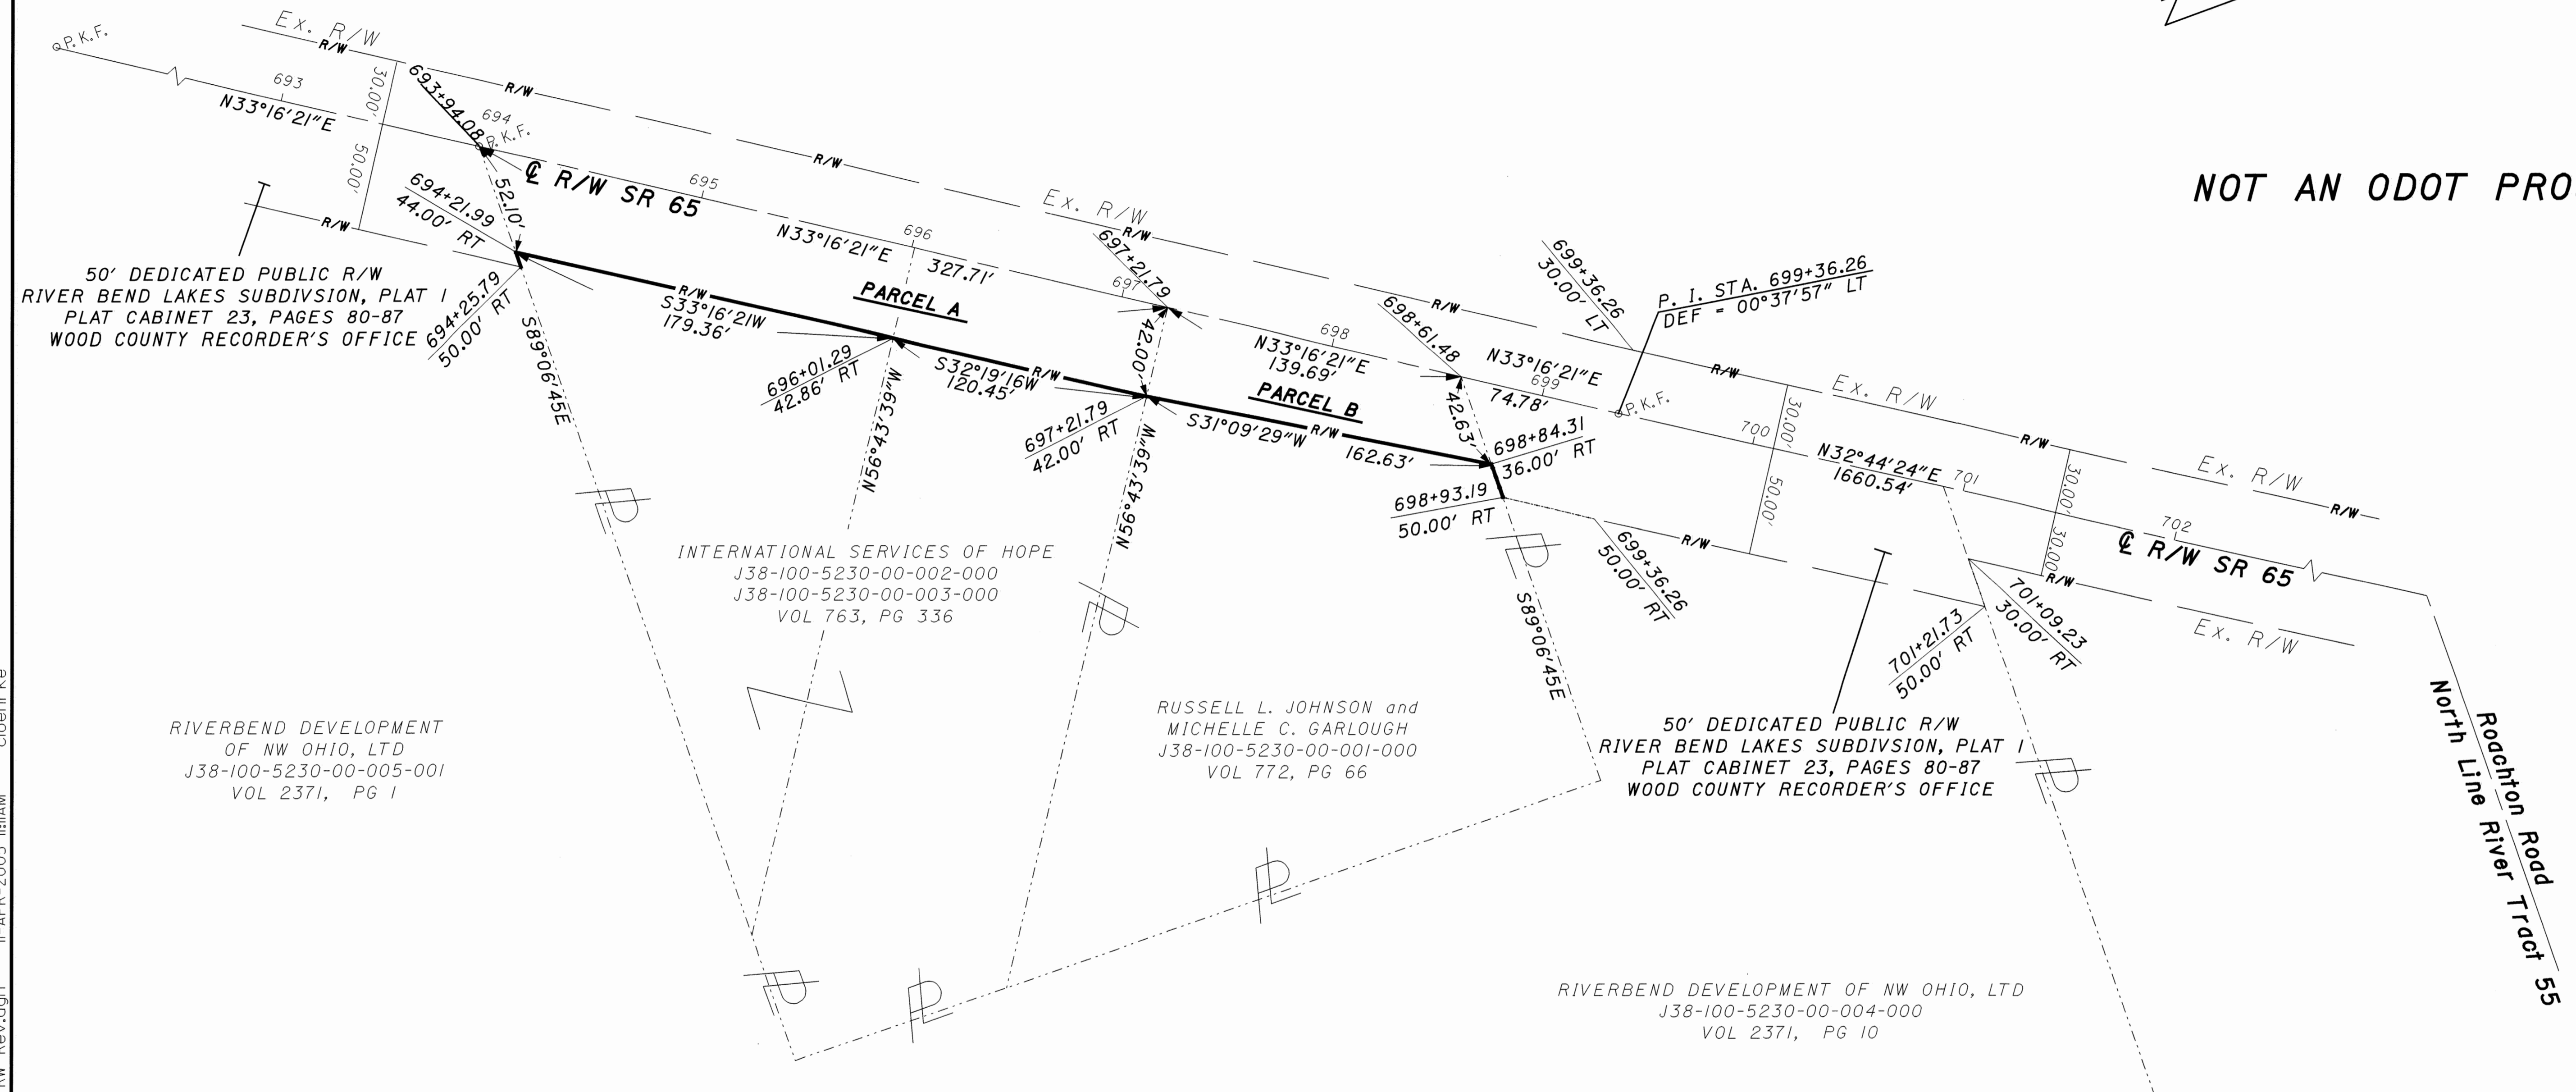 Ex. R/W
R/W
P.K.F.
693
N33°16'21"E
30.00'
50.00'
693+94.08
694
P.K.F.
R/W
℄ R/W SR 65
52.10'
694+21.99
44.00' RT
R/W
50' DEDICATED PUBLIC R/W
RIVER BEND LAKES SUBDIVSION, PLAT 1
PLAT CABINET 23, PAGES 80-87
WOOD COUNTY RECORDER'S OFFICE
694+25.79
50.00' RT
S89°06'45E
695
R/W
N33°16'21"E
696
327.71'
R/W
S33°16'21W
179.36'
PARCEL A
696+01.29
42.86' RT
N56°43'39"W
S32°19'16W
120.45'
R/W
Ex. R/W
R/W
697+21.79
697
42.00'
697+21.79
42.00' RT
N56°43'39"W
698
N33°16'21"E
139.69'
PARCEL B
S31°09'29"W
R/W
162.63'
698+61.48
R/W
699+36.26
30.00' LT
P. I. STA. 699+36.26
DEF = 00°37'57" LT
N33°16'21"E
699
74.78'
P.K.F.
42.63'
698+84.31
36.00' RT
698+93.19
50.00' RT
S89°06'45E
699+36.26
50.00' RT
R/W
R/W
Ex. R/W
30.00'
50.00'
700
N32°44'24"E
1660.54'
701
R/W
Ex. R/W
R/W
30.00'
30.00'
702
℄ R/W SR 65
R/W
Ex. R/W
701+09.23
30.00' RT
701+21.73
50.00' RT
NOT AN ODOT PRO
50' DEDICATED PUBLIC R/W
RIVER BEND LAKES SUBDIVSION, PLAT 1
PLAT CABINET 23, PAGES 80-87
WOOD COUNTY RECORDER'S OFFICE
Roachton Road
North Line River Tract 55
INTERNATIONAL SERVICES OF HOPE
J38-100-5230-00-002-000
J38-100-5230-00-003-000
VOL 763, PG 336
RIVERBEND DEVELOPMENT
OF NW OHIO, LTD
J38-100-5230-00-005-001
VOL 2371, PG 1
RUSSELL L. JOHNSON and
MICHELLE C. GARLOUGH
J38-100-5230-00-001-000
VOL 772, PG 66
RIVERBEND DEVELOPMENT OF NW OHIO, LTD
J38-100-5230-00-004-000
VOL 2371, PG 10